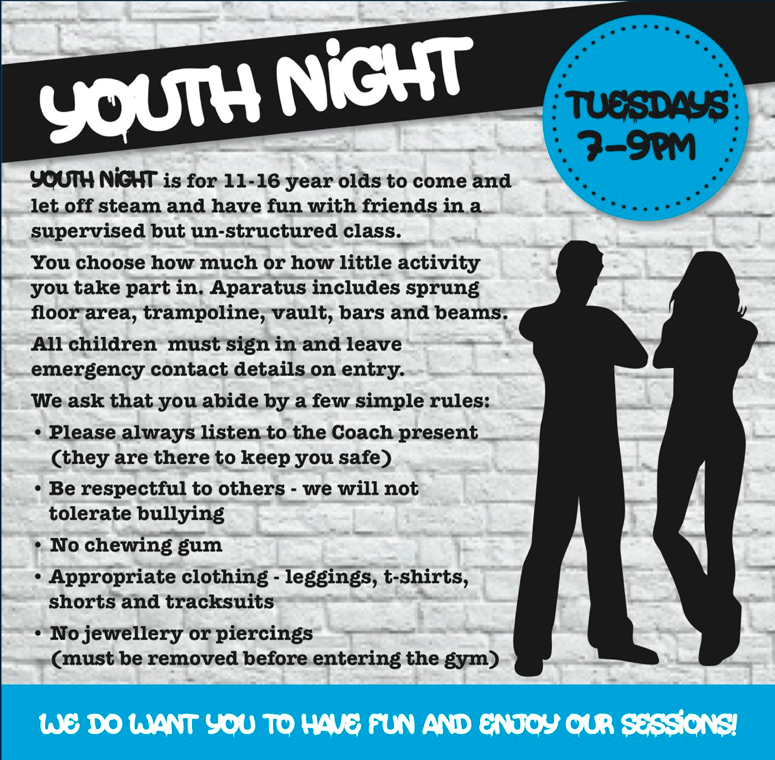 YOUTH NiGHT
TUESDAYS
7-9PM
YOUTH NiGHT is for 11-16 year olds to come and
let off steam and have fun with friends in a
supervised but un-structured class.
You choose how much or how little activity
you take part in. Aparatus includes sprung
floor area, trampoline, vault, bars and beams.
All children must sign in and leave
emergency contact details on entry.
We ask that you abide by a few simple rules:
• Please always listen to the Coach present
(they are there to keep you safe)
• Be respectful to others - we will not
tolerate bullying
• No chewing gum
• Appropriate clothing - leggings, t-shirts,
shorts and tracksuits
• No jewellery or piercings
(must be removed before entering the gym)
WE DO WANT YOU TO HAVE FUN AND ENJOY OUR SESSiONS!